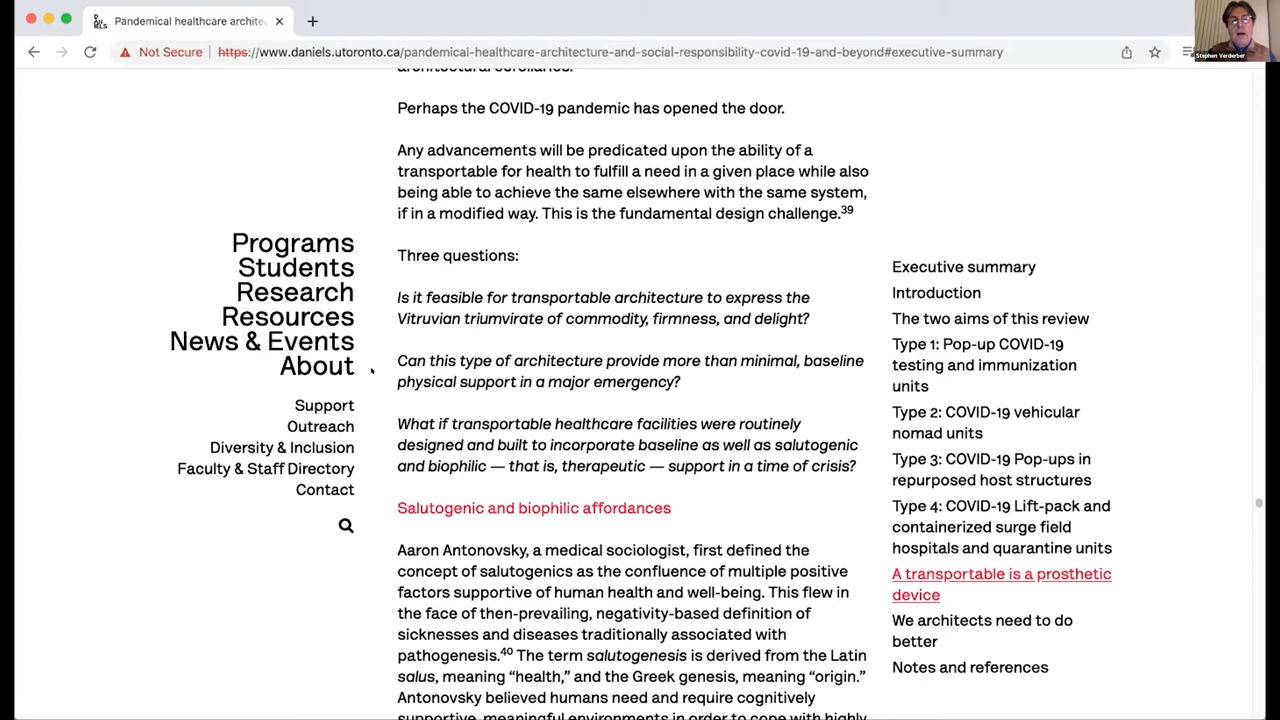 Pandemical healthcare archite
Not Secure
https://www.daniels.utoronto.ca/pandemical-healthcare-architecture-and-social-responsibility-covid-19-and-beyond#executive-summary
Stephen Verderber
architectural corollaries.
Perhaps the COVID-19 pandemic has opened the door.
Any advancements will be predicated upon the ability of a
transportable for health to fulfill a need in a given place while also
being able to achieve the same elsewhere with the same system,
if in a modified way. This is the fundamental design challenge.39
Three questions:
Is it feasible for transportable architecture to express the
Vitruvian triumvirate of commodity, firmness, and delight?
Can this type of architecture provide more than minimal, baseline
physical support in a major emergency?
What if transportable healthcare facilities were routinely
designed and built to incorporate baseline as well as salutogenic
and biophilic — that is, therapeutic — support in a time of crisis?
Salutogenic and biophilic affordances
Aaron Antonovsky, a medical sociologist, first defined the
concept of salutogenics as the confluence of multiple positive
factors supportive of human health and well-being. This flew in
the face of then-prevailing, negativity-based definition of
sicknesses and diseases traditionally associated with
pathogenesis.40 The term salutogenesis is derived from the Latin
salus, meaning “health,” and the Greek genesis, meaning “origin.”
Antonovsky believed humans need and require cognitively
supportive, meaningful environments in order to cope with highly
Programs
Students
Research
Resources
News & Events
About
Support
Outreach
Diversity & Inclusion
Faculty & Staff Directory
Contact
Executive summary
Introduction
The two aims of this review
Type 1: Pop-up COVID-19
testing and immunization
units
Type 2: COVID-19 vehicular
nomad units
Type 3: COVID-19 Pop-ups in
repurposed host structures
Type 4: COVID-19 Lift-pack and
containerized surge field
hospitals and quarantine units
A transportable is a prosthetic
device
We architects need to do
better
Notes and references